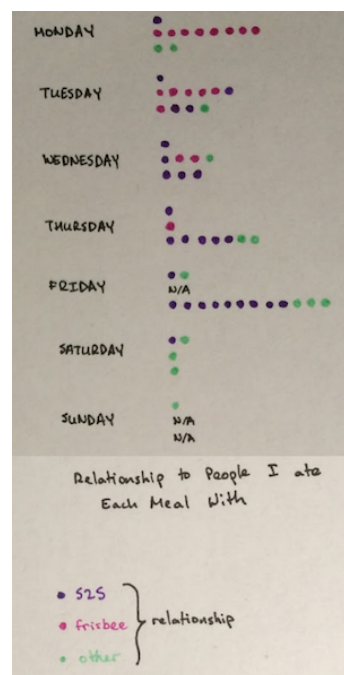 MONDAY
TUESDAY
WEDNESDAY
THURSDAY
FRIDAY
N/A
SATURDAY
SUNDAY
N/A
N/A
Relationship to People I ate
Each Meal With
S2S
frisbee
relationship
other